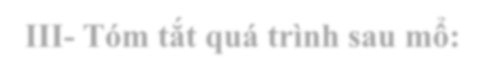 III- Tóm tắt quá trình sau mổ: